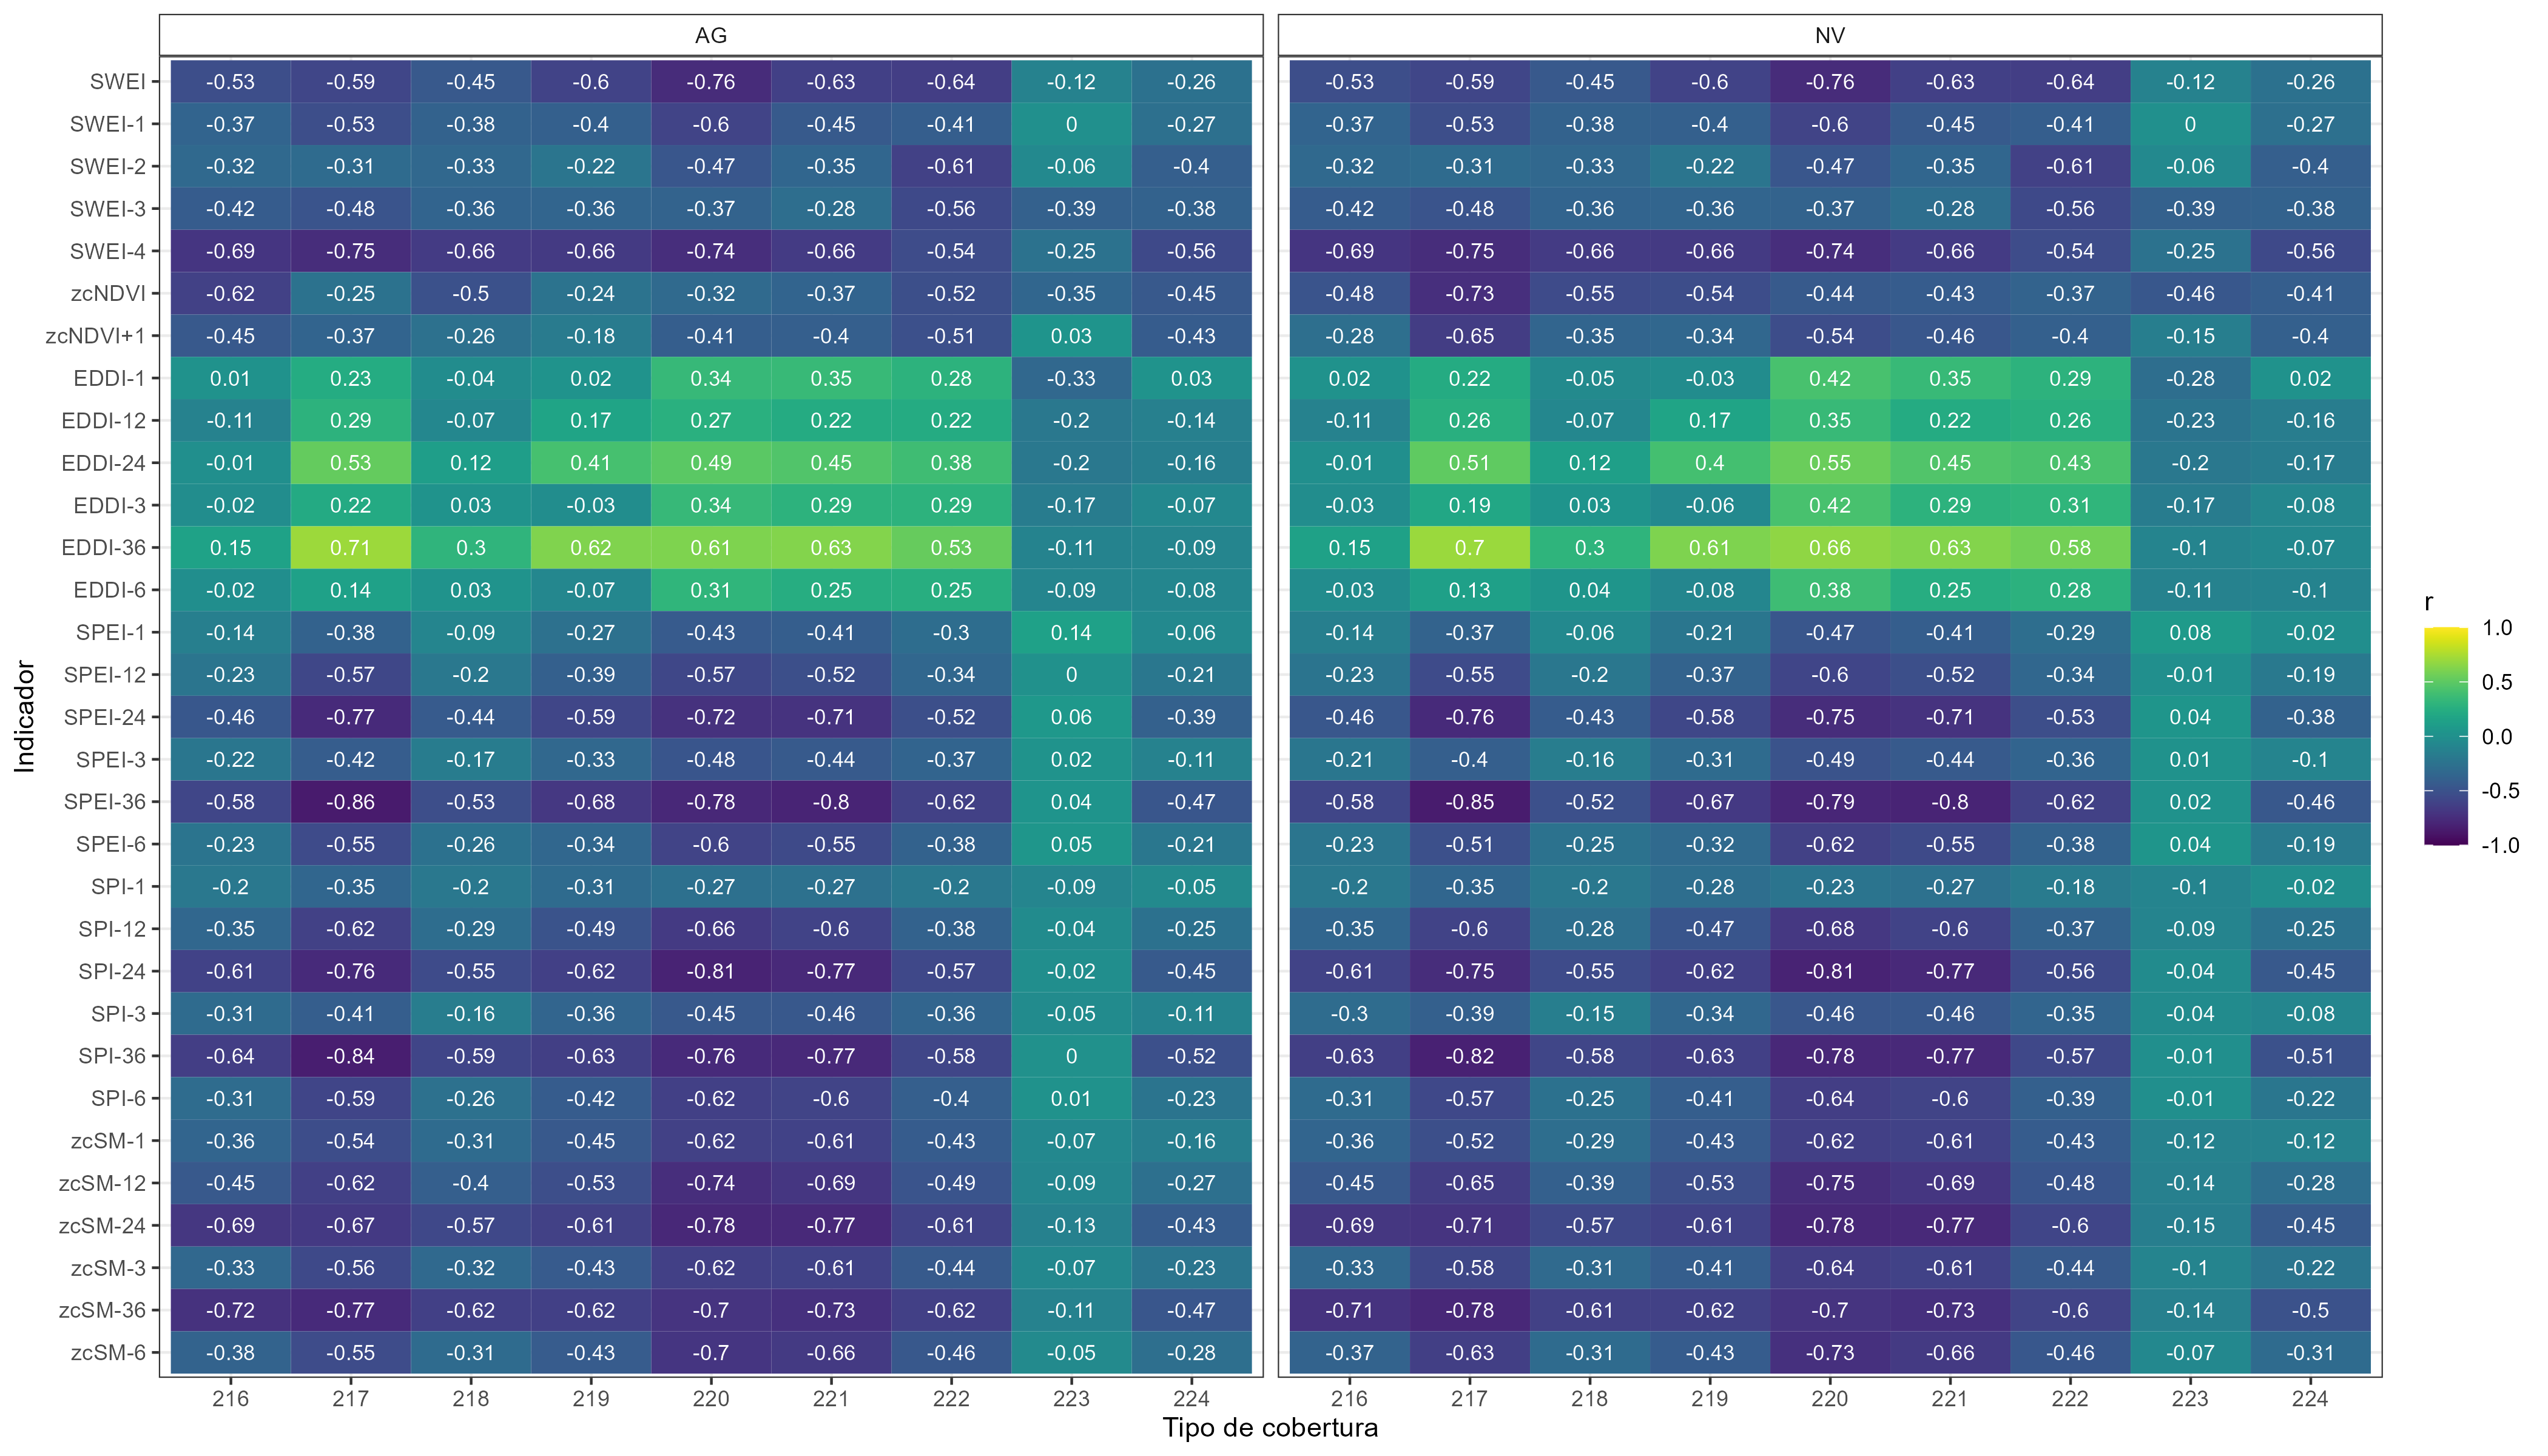 AG NV
SWEI -0.53 -0.59 -0.45 -0.6 -0.76 -0.63 -0.64 -0.12 -0.26 -0.53 -0.59 -0.45 -0.6 -0.76 -0.63 -0.64 -0.12 -0.26
SWEI-1 -0.37 -0.53 -0.38 -0.4 -0.6 -0.45 -0.41 0 -0.27 -0.37 -0.53 -0.38 -0.4 -0.6 -0.45 -0.41 0 -0.27
SWEI-2 -0.32 -0.31 -0.33 -0.22 -0.47 -0.35 -0.61 -0.06 -0.4 -0.32 -0.31 -0.33 -0.22 -0.47 -0.35 -0.61 -0.06 -0.4
SWEI-3 -0.42 -0.48 -0.36 -0.36 -0.37 -0.28 -0.56 -0.39 -0.38 -0.42 -0.48 -0.36 -0.36 -0.37 -0.28 -0.56 -0.39 -0.38
SWEI-4 -0.69 -0.75 -0.66 -0.66 -0.74 -0.66 -0.54 -0.25 -0.56 -0.69 -0.75 -0.66 -0.66 -0.74 -0.66 -0.54 -0.25 -0.56
zcNDVI -0.62 -0.25 -0.5 -0.24 -0.32 -0.37 -0.52 -0.35 -0.45 -0.48 -0.73 -0.55 -0.54 -0.44 -0.43 -0.37 -0.46 -0.41
zcNDVI+1 -0.45 -0.37 -0.26 -0.18 -0.41 -0.4 -0.51 0.03 -0.43 -0.28 -0.65 -0.35 -0.34 -0.54 -0.46 -0.4 -0.15 -0.4
EDDI-1 0.01 0.23 -0.04 0.02 0.34 0.35 0.28 -0.33 0.03 0.02 0.22 -0.05 -0.03 0.42 0.35 0.29 -0.28 0.02
EDDI-12 -0.11 0.29 -0.07 0.17 0.27 0.22 0.22 -0.2 -0.14 -0.11 0.26 -0.07 0.17 0.35 0.22 0.26 -0.23 -0.16
EDDI-24 -0.01 0.53 0.12 0.41 0.49 0.45 0.38 -0.2 -0.16 -0.01 0.51 0.12 0.4 0.55 0.45 0.43 -0.2 -0.17
EDDI-3 -0.02 0.22 0.03 -0.03 0.34 0.29 0.29 -0.17 -0.07 -0.03 0.19 0.03 -0.06 0.42 0.29 0.31 -0.17 -0.08
EDDI-36 0.15 0.71 0.3 0.62 0.61 0.63 0.53 -0.11 -0.09 0.15 0.7 0.3 0.61 0.66 0.63 0.58 -0.1 -0.07
EDDI-6 -0.02 0.14 0.03 -0.07 0.31 0.25 0.25 -0.09 -0.08 -0.03 0.13 0.04 -0.08 0.38 0.25 0.28 -0.11 -0.1
SPEI-1 -0.14 -0.38 -0.09 -0.27 -0.43 -0.41 -0.3 0.14 -0.06 -0.14 -0.37 -0.06 -0.21 -0.47 -0.41 -0.29 0.08 -0.02
SPEI-12 -0.23 -0.57 -0.2 -0.39 -0.57 -0.52 -0.34 0 -0.21 -0.23 -0.55 -0.2 -0.37 -0.6 -0.52 -0.34 -0.01 -0.19
SPEI-24 -0.46 -0.77 -0.44 -0.59 -0.72 -0.71 -0.52 0.06 -0.39 -0.46 -0.76 -0.43 -0.58 -0.75 -0.71 -0.53 0.04 -0.38
SPEI-3 -0.22 -0.42 -0.17 -0.33 -0.48 -0.44 -0.37 0.02 -0.11 -0.21 -0.4 -0.16 -0.31 -0.49 -0.44 -0.36 0.01 -0.1
SPEI-36 -0.58 -0.86 -0.53 -0.68 -0.78 -0.8 -0.62 0.04 -0.47 -0.58 -0.85 -0.52 -0.67 -0.79 -0.8 -0.62 0.02 -0.46
SPEI-6 -0.23 -0.55 -0.26 -0.34 -0.6 -0.55 -0.38 0.05 -0.21 -0.23 -0.51 -0.25 -0.32 -0.62 -0.55 -0.38 0.04 -0.19
SPI-1 -0.2 -0.35 -0.2 -0.31 -0.27 -0.27 -0.2 -0.09 -0.05 -0.2 -0.35 -0.2 -0.28 -0.23 -0.27 -0.18 -0.1 -0.02
SPI-12 -0.35 -0.62 -0.29 -0.49 -0.66 -0.6 -0.38 -0.04 -0.25 -0.35 -0.6 -0.28 -0.47 -0.68 -0.6 -0.37 -0.09 -0.25
SPI-24 -0.61 -0.76 -0.55 -0.62 -0.81 -0.77 -0.57 -0.02 -0.45 -0.61 -0.75 -0.55 -0.62 -0.81 -0.77 -0.56 -0.04 -0.45
SPI-3 -0.31 -0.41 -0.16 -0.36 -0.45 -0.46 -0.36 -0.05 -0.11 -0.3 -0.39 -0.15 -0.34 -0.46 -0.46 -0.35 -0.04 -0.08
SPI-36 -0.64 -0.84 -0.59 -0.63 -0.76 -0.77 -0.58 0 -0.52 -0.63 -0.82 -0.58 -0.63 -0.78 -0.77 -0.57 -0.01 -0.51
SPI-6 -0.31 -0.59 -0.26 -0.42 -0.62 -0.6 -0.4 0.01 -0.23 -0.31 -0.57 -0.25 -0.41 -0.64 -0.6 -0.39 -0.01 -0.22
zcSM-1 -0.36 -0.54 -0.31 -0.45 -0.62 -0.61 -0.43 -0.07 -0.16 -0.36 -0.52 -0.29 -0.43 -0.62 -0.61 -0.43 -0.12 -0.12
zcSM-12 -0.45 -0.62 -0.4 -0.53 -0.74 -0.69 -0.49 -0.09 -0.27 -0.45 -0.65 -0.39 -0.53 -0.75 -0.69 -0.48 -0.14 -0.28
zcSM-24 -0.69 -0.67 -0.57 -0.61 -0.78 -0.77 -0.61 -0.13 -0.43 -0.69 -0.71 -0.57 -0.61 -0.78 -0.77 -0.6 -0.15 -0.45
zcSM-3 -0.33 -0.56 -0.32 -0.43 -0.62 -0.61 -0.44 -0.07 -0.23 -0.33 -0.58 -0.31 -0.41 -0.64 -0.61 -0.44 -0.1 -0.22
zcSM-36 -0.72 -0.77 -0.62 -0.62 -0.7 -0.73 -0.62 -0.11 -0.47 -0.71 -0.78 -0.61 -0.62 -0.7 -0.73 -0.6 -0.14 -0.5
zcSM-6 -0.38 -0.55 -0.31 -0.43 -0.7 -0.66 -0.46 -0.05 -0.28 -0.37 -0.63 -0.31 -0.43 -0.73 -0.66 -0.46 -0.07 -0.31
216 217 218 219 220 221 222 223 224 216 217 218 219 220 221 222 223 224
Tipo de cobertura
Indicador
r
1.0
0.5
0.0
-0.5
-1.0